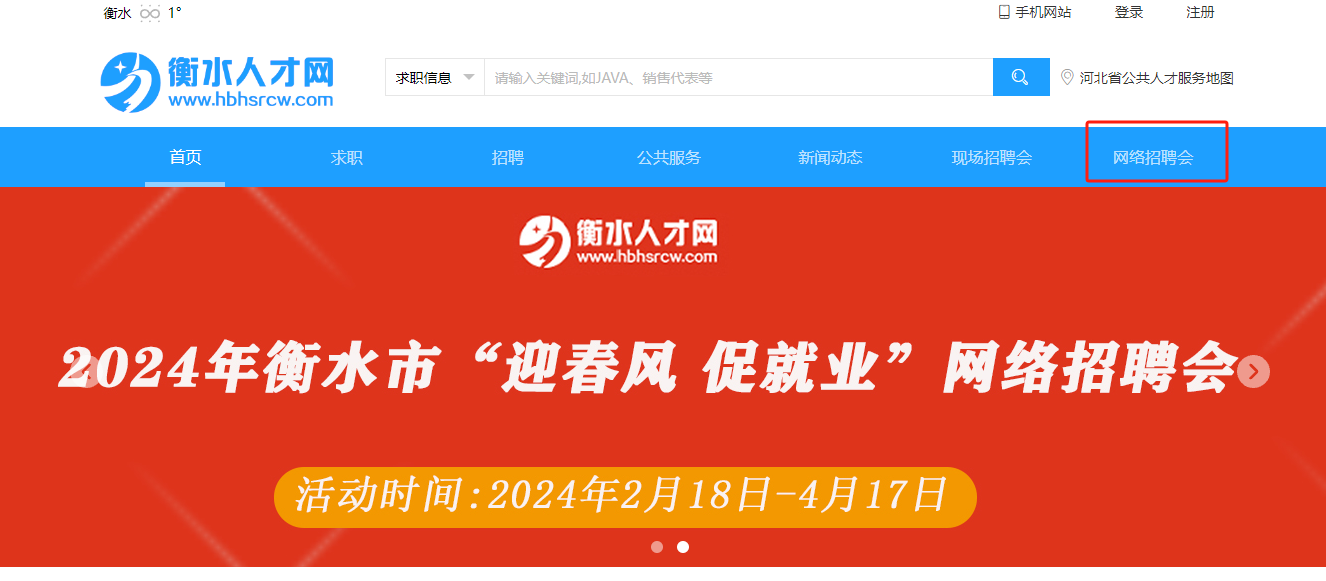 衡水 1°
手机网站 登录 注册
衡水人才网
www.hbhsrcw.com
求职信息 请输入关键词,如JAVA、销售代表等
河北省公共人才服务地图
首页 求职 招聘 公共服务 新闻动态 现场招聘会 网络招聘会
衡水人才网
www.hbhsrcw.com
2024年衡水市“迎春风 促就业”网络招聘会
活动时间:2024年2月18日-4月17日